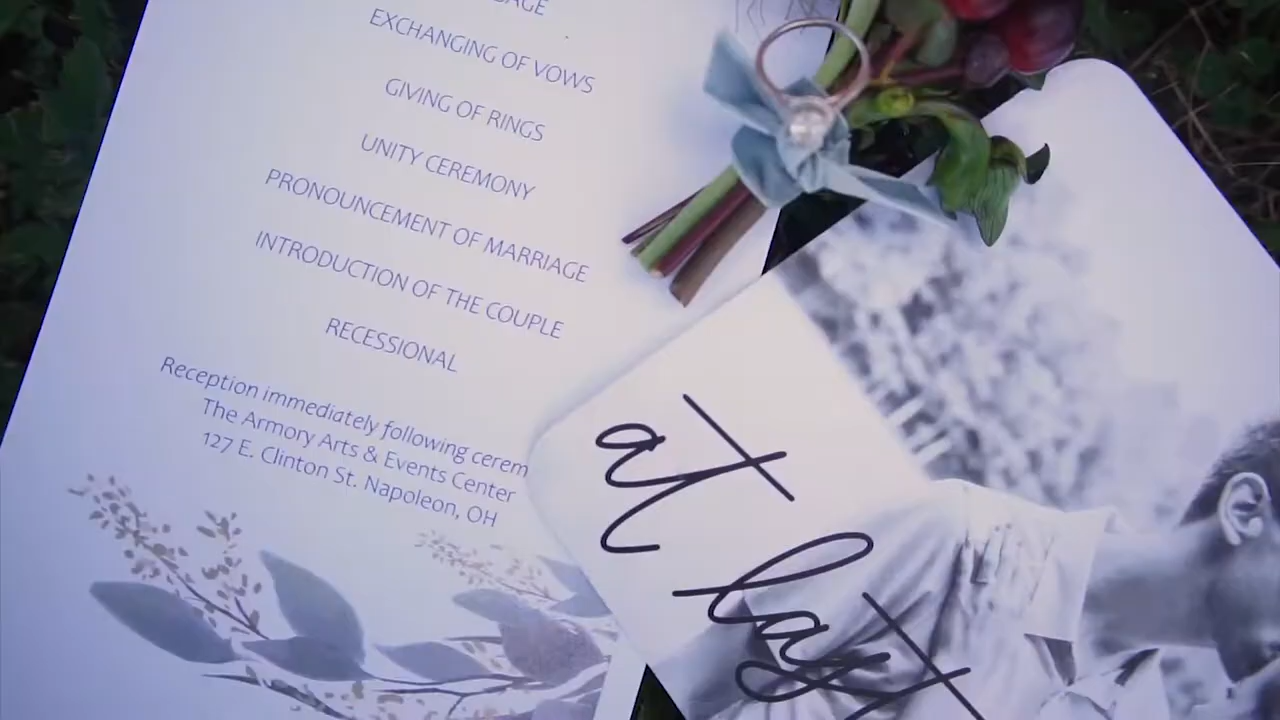 EXCHANGING OF VOWS
GIVING OF RINGS
UNITY CEREMONY
PRONOUNCEMENT OF MARRIAGE
INTRODUCTION OF THE COUPLE
RECESSIONAL
Reception immediately following cerem
The Armory Arts & Events Center
127 E. Clinton St. Napoleon, OH
at
last